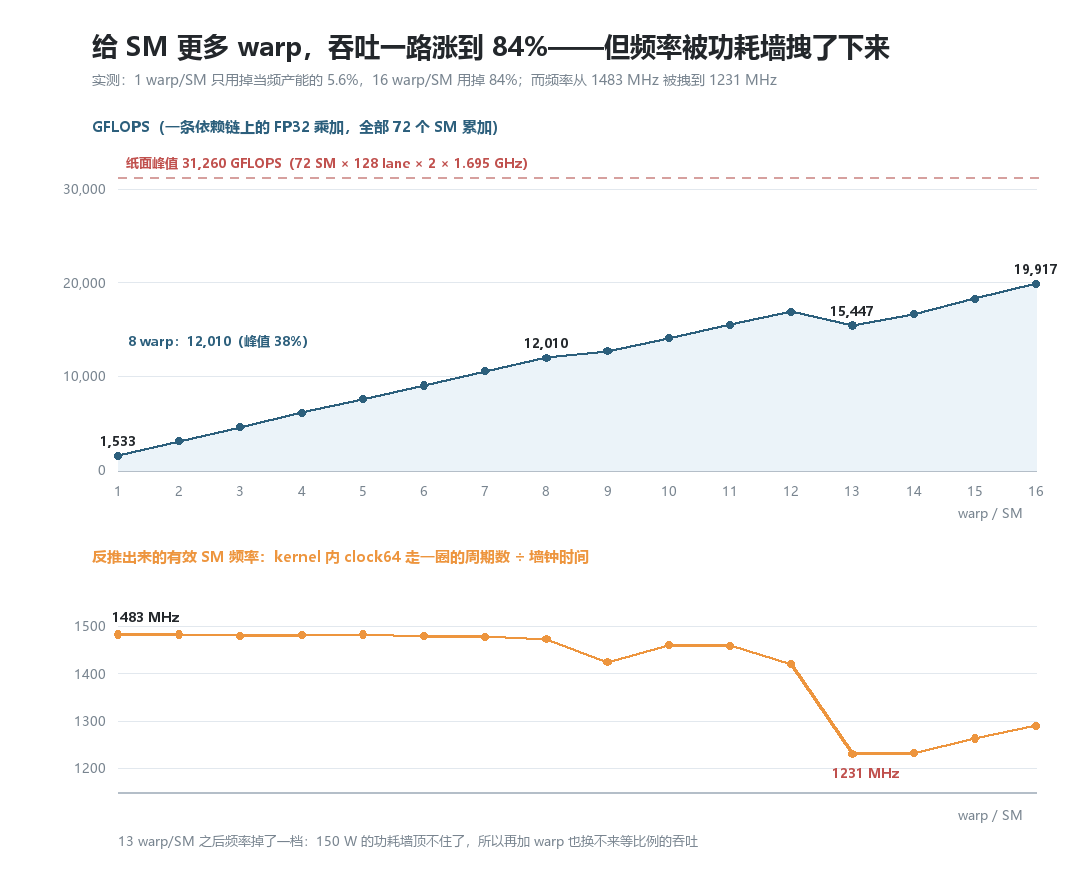 给 SM 更多 warp，吞吐一路涨到 84%——但频率被功耗墙拽了下来
实测：1 warp/SM 只用掉当频产能的 5.6%，16 warp/SM 用掉 84%；而频率从 1483 MHz 被拽到 1231 MHz
GFLOPS（一条依赖链上的 FP32 乘加，全部 72 个 SM 累加）
纸面峰值 31,260 GFLOPS（72 SM × 128 lane × 2 × 1.695 GHz）
30,000
20,000
10,000
0
19,917
15,447
12,010
8 warp：12,010（峰值 38%）
1,533
1 2 3 4 5 6 7 8 9 10 11 12 13 14 15 16
warp / SM
反推出来的有效 SM 频率：kernel 内 clock64 走一圈的周期数 ÷ 墙钟时间
1483 MHz
1500
1400
1300
1200
1231 MHz
warp / SM
13 warp/SM 之后频率掉了一档：150 W 的功耗墙顶不住了，所以再加 warp 也换不来等比例的吞吐